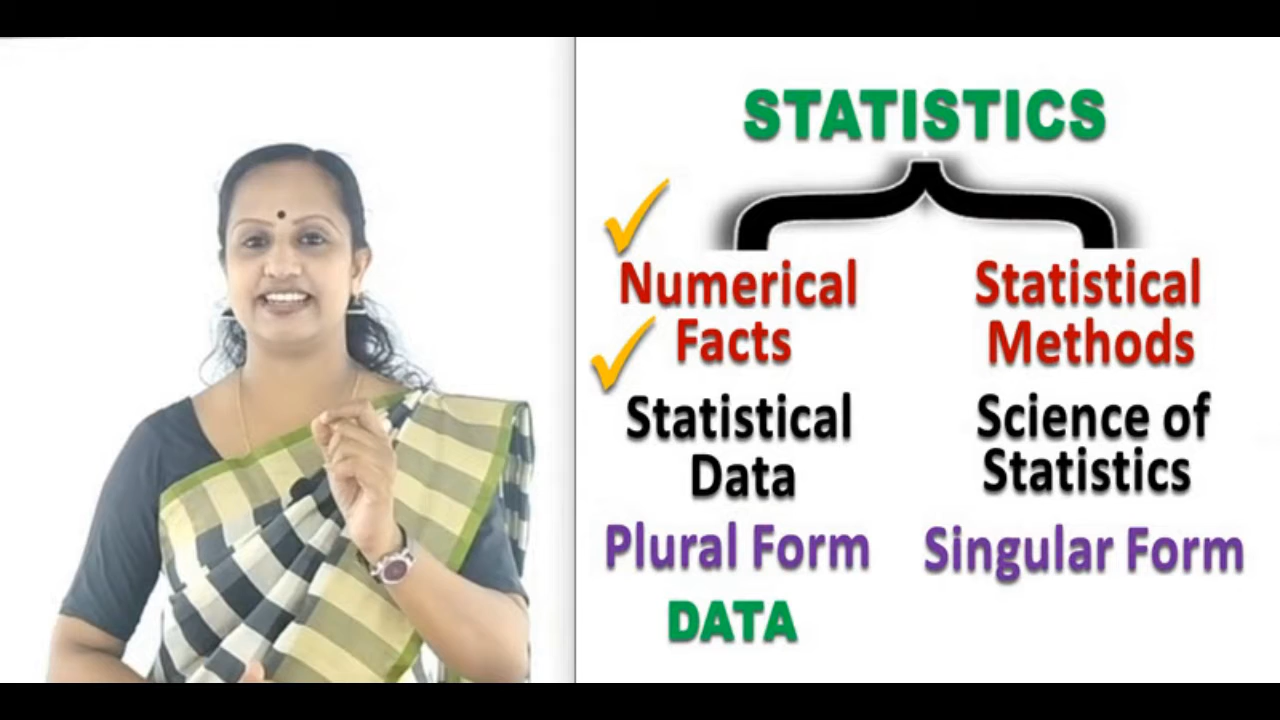 STATISTICS
Numerical
Facts
Statistical
Data
Plural Form
DATA
Statistical
Methods
Science of
Statistics
Singular Form